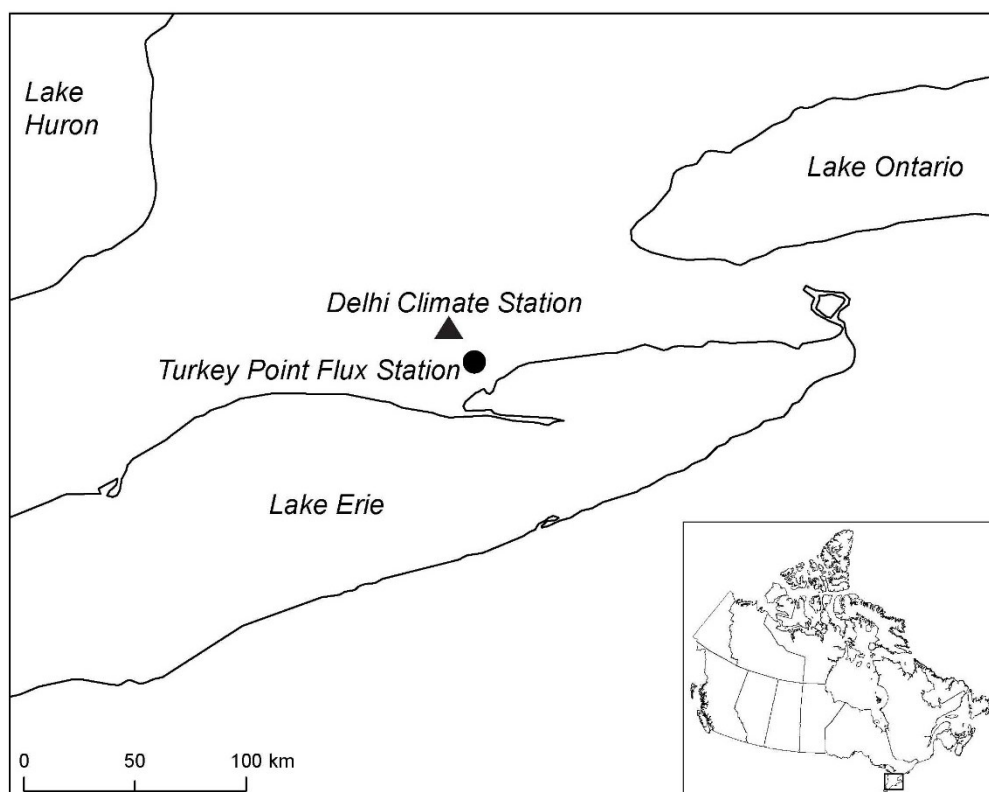 Lake
Huron
Lake Ontario
Delhi Climate Station
Turkey Point Flux Station
Lake Erie
0 50 100 km